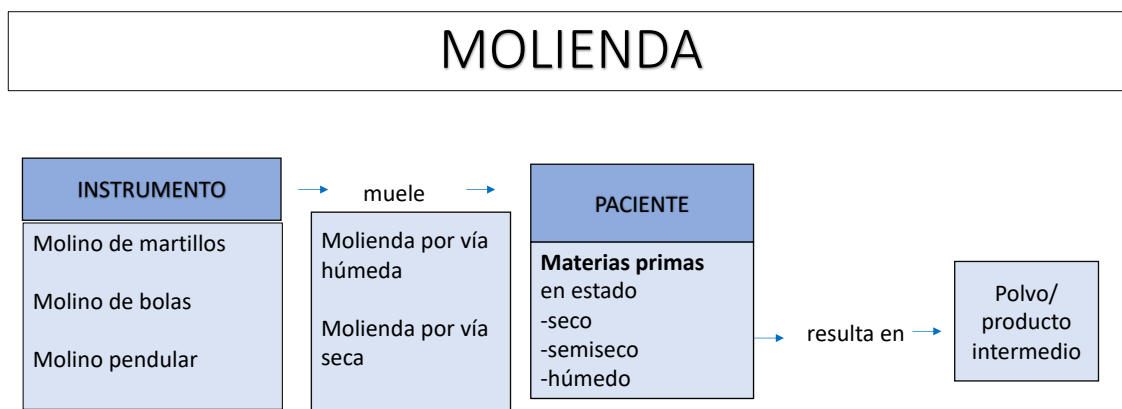 MOLIENDA
INSTRUMENTO
Molino de martillos
Molino de bolas
Molino pendular
muele
Molienda por vía
húmeda
Molienda por vía
seca
PACIENTE
Materias primas
en estado
-seco
-semiseco
-húmedo
resulta en
Polvo/
producto
intermedio